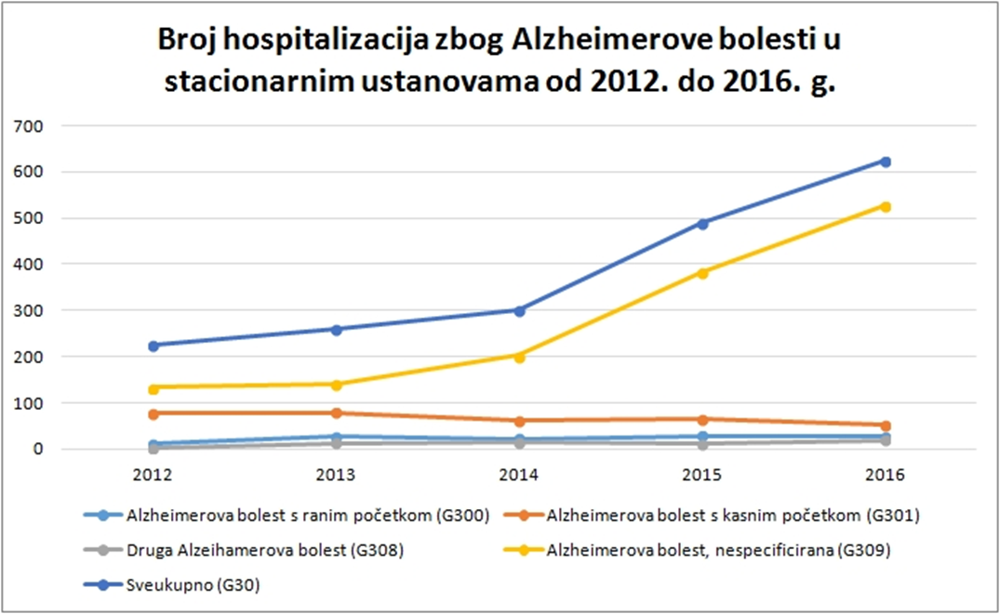 Broj hospitalizacija zbog Alzheimerove bolesti u
stacionarnim ustanovama od 2012. do 2016. g.
700
600
500
400
300
200
100
0
2012 2013 2014 2015 2016
Alzheimerova bolest s ranim početkom (G300) Alzheimerova bolest s kasnim početkom (G301)
Druga Alzeihamerova bolest (G308) Alzheimerova bolest, nespecificirana (G309)
Sveukupno (G30)